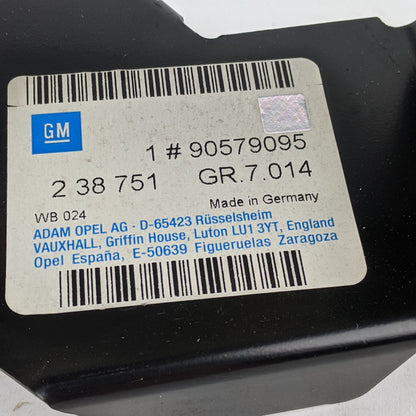 GM
1 # 90579095
2 38 751 GR.7.014
WB 024 Made in Germany
ADAM OPEL AG - D-65423 Rüsselsheim
VAUXHALL, Griffin House, Luton LU1 3YT, England
Opel España, E-50639 Figueruelas Zaragoza